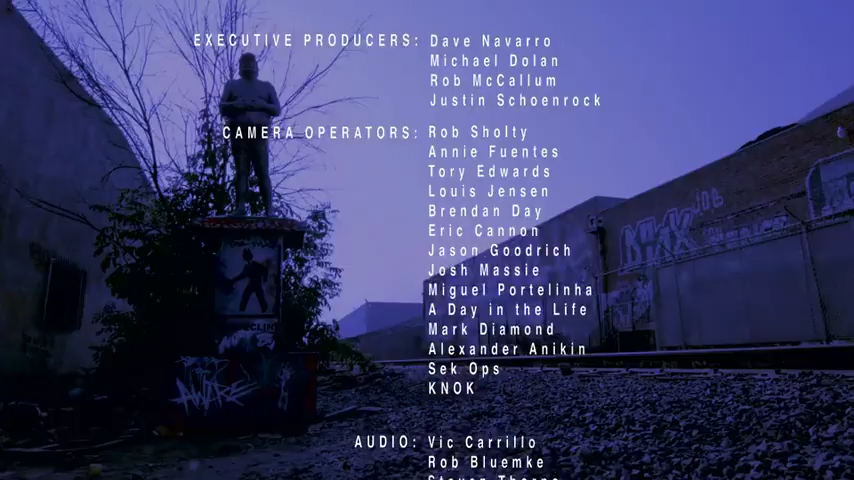 EXECUTIVE PRODUCERS: Dave Navarro
Michael Dolan
Rob McCallum
Justin Schoenrock
CAMERA OPERATORS: Rob Sholty
Annie Fuentes
Tory Edwards
Louis Jensen
Brendan Day
Eric Cannon
Jason Goodrich
Josh Massie
Miguel Portelinha
A Day in the Life
Mark Diamond
Alexander Anikin
Sek Ops
KNOK
AUDIO: Vic Carrillo
Rob Bluemke
AWARE